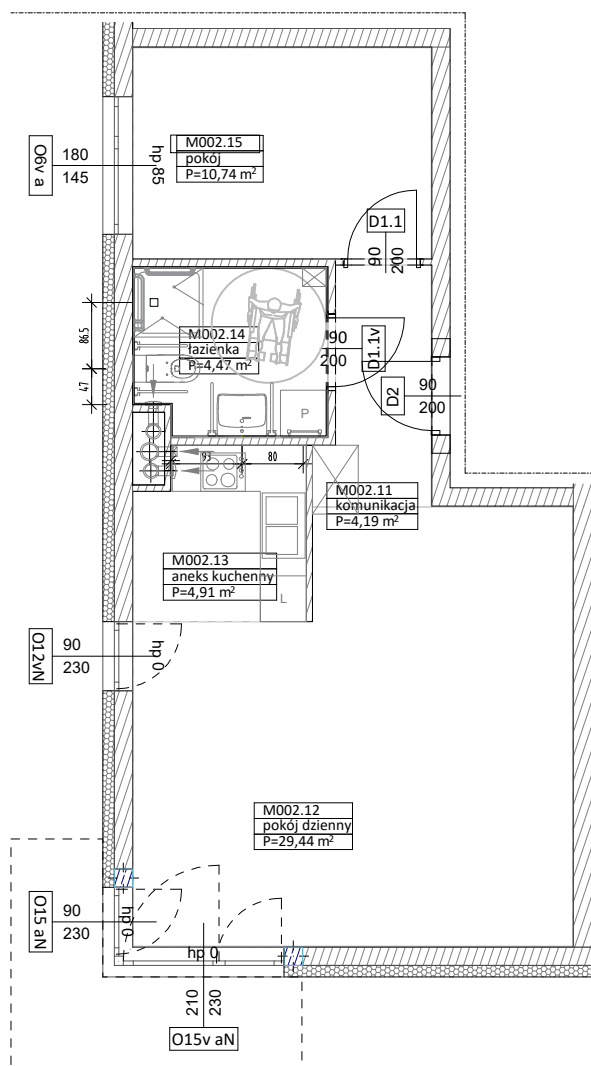 M002.15
pokój
P=10,74 m²
O6v a
180
145
hp 85
D1.1
90
200
M002.14
łazienka
P=4,47 m²
90
200
D1.1v
D2
90
200
86.5
47
P
93
80
M002.11
komunikacja
P=4,19 m²
M002.13
aneks kuchenny
P=4,91 m²
L
O12vN
90
230
hp 0
M002.12
pokój dzienny
P=29,44 m²
O15 aN
90
230
hp 0
hp 0
210
230
O15v aN